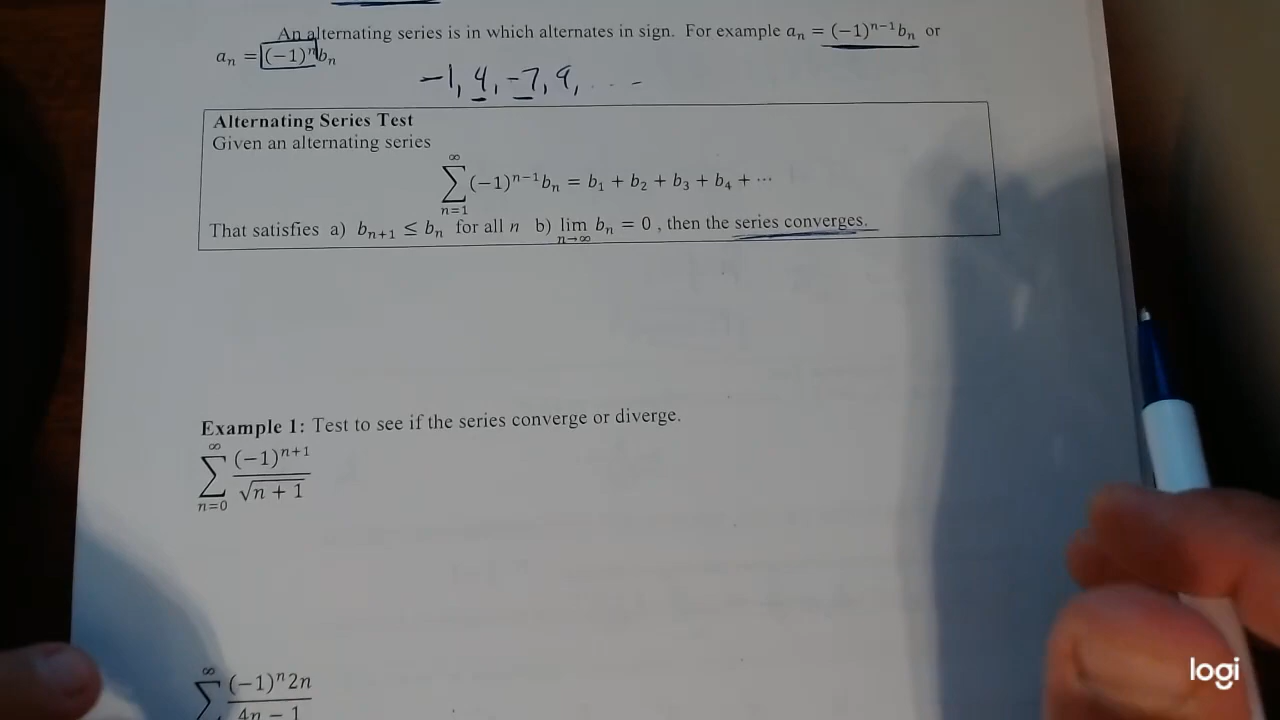 An alternating series is in which alternates in sign. For example aₙ = (−1)ⁿ⁻¹bₙ or
aₙ = (−1)ⁿbₙ
−1, 4, −7, 9, . . . -
Alternating Series Test
Given an alternating series
∑_{n=1}^{∞} (−1)ⁿ⁻¹bₙ = b₁ + b₂ + b₃ + b₄ + ⋯
That satisfies a) bₙ₊₁ ≤ bₙ for all n b) lim_{n→∞} bₙ = 0 , then the series converges.
Example 1: Test to see if the series converge or diverge.
∑_{n=0}^{∞} (−1)ⁿ⁺¹ / √(n + 1)
∑^{∞} (−1)ⁿ2n / 4n − 1
logi